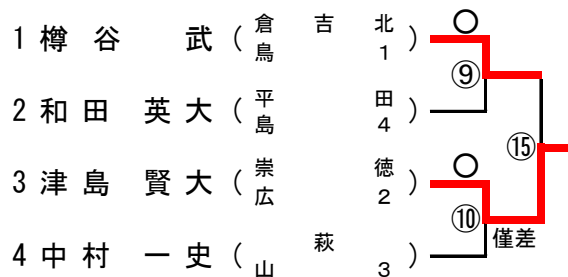 1 樽谷 武 (倉吉北 鳥1) ○
⑨
2 和田 英大 (平田 島4)
⑮
3 津島 賢大 (崇徳 広2) ○
⑩ 僅差
4 中村 一史 (萩 山3)